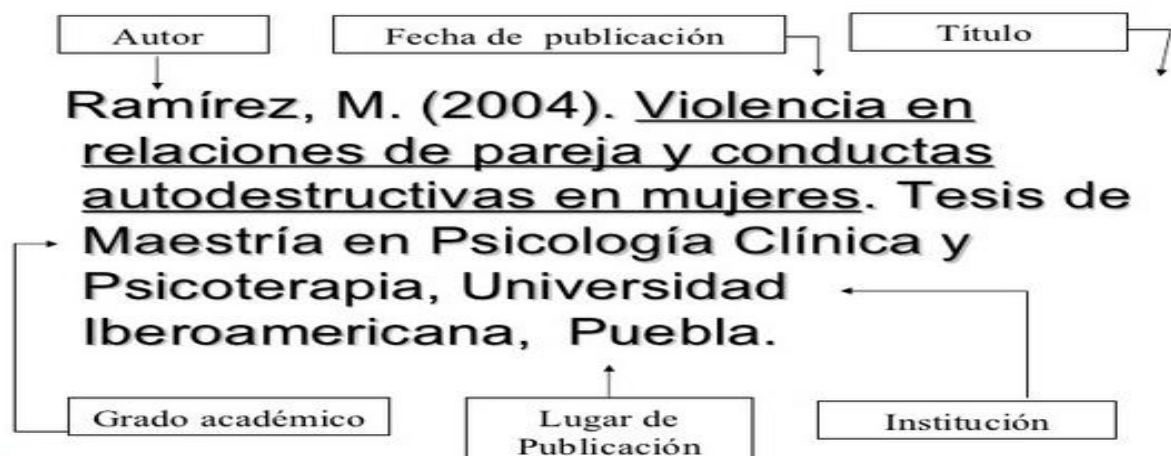 Autor
Fecha de publicación
Título
Ramírez, M. (2004). Violencia en
relaciones de pareja y conductas
autodestructivas en mujeres. Tesis de
Maestría en Psicología Clínica y
Psicoterapia, Universidad
Iberoamericana, Puebla.
Grado académico
Lugar de
Publicación
Institución